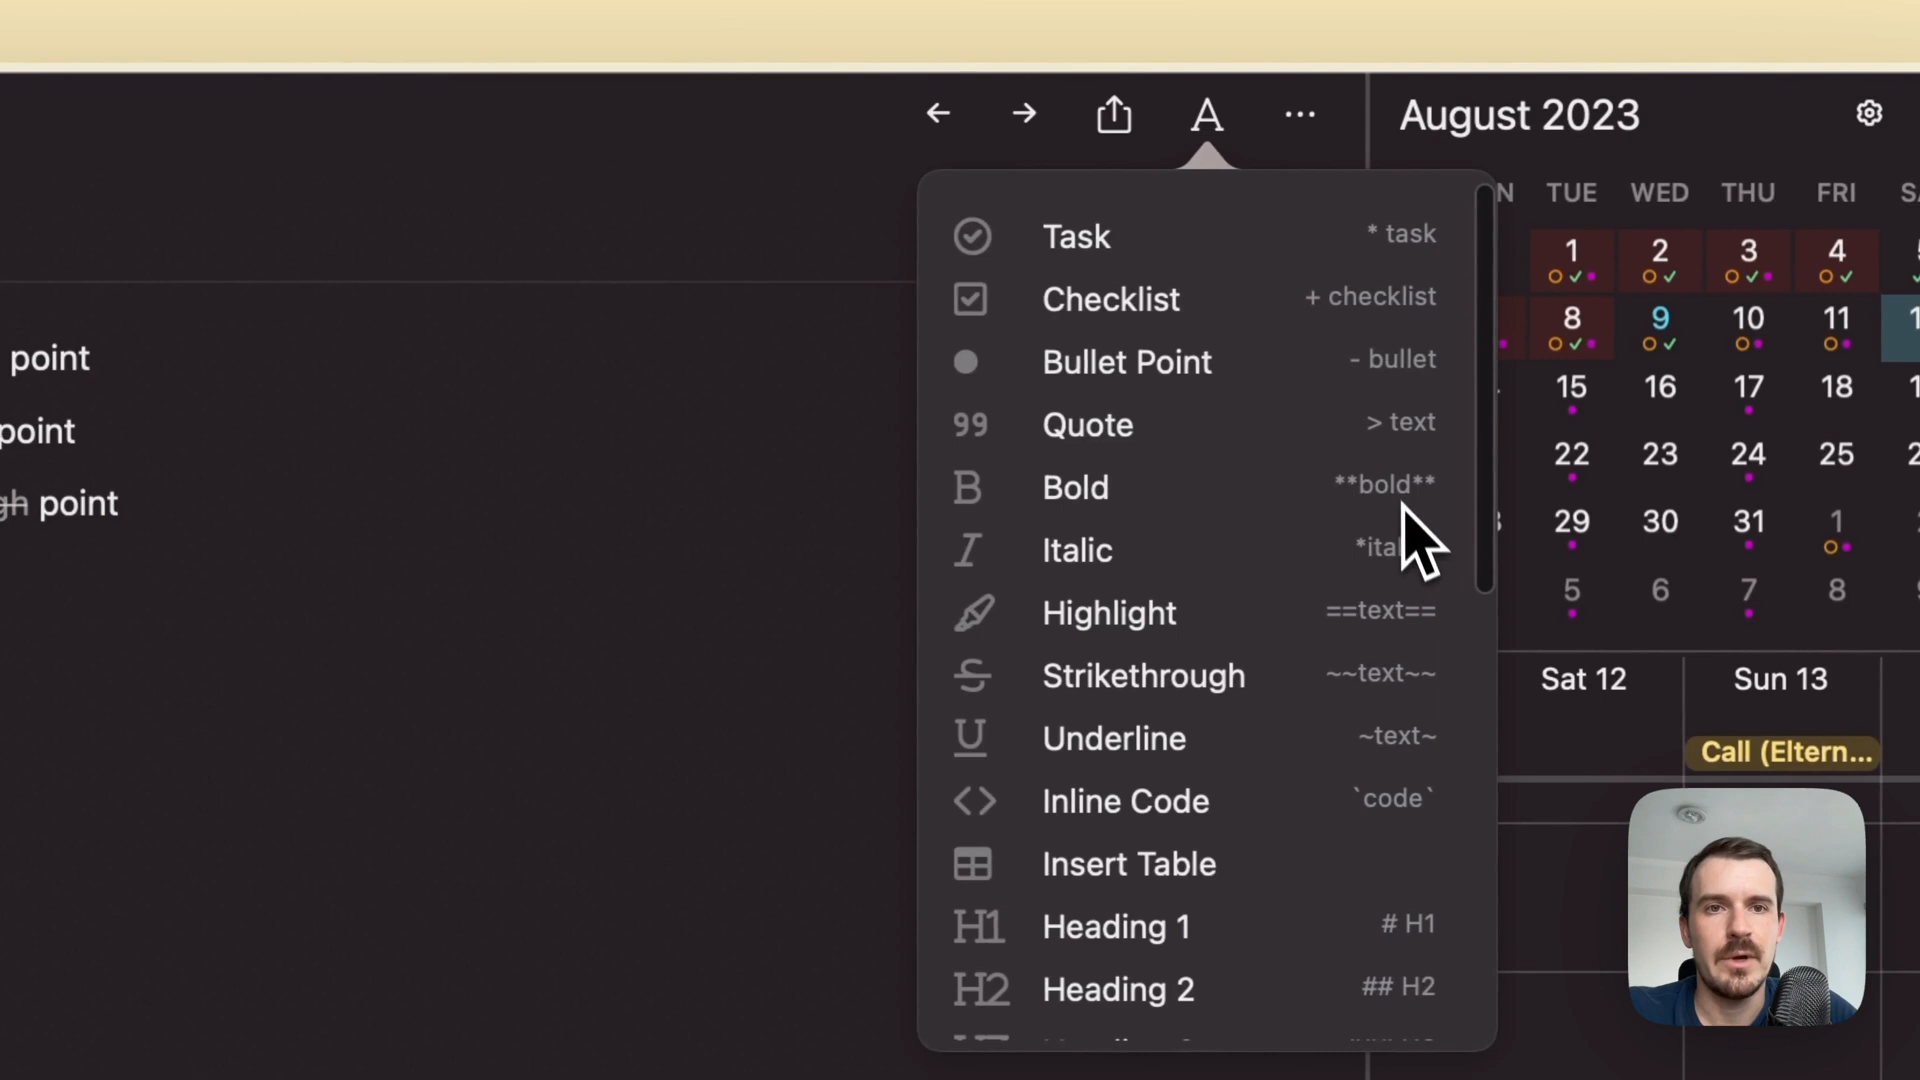 August 2023
point
point
gh point
Task * task
Checklist + checklist
Bullet Point - bullet
Quote > text
B Bold **bold**
I Italic
Highlight ==text==
S Strikethrough ~~text~~
U Underline ~text~
<> Inline Code `code`
Insert Table
H1 Heading 1 # H1
H2 Heading 2 ## H2
TUE WED THU FRI
1 2 3 4
8 9 10 11
15 16 17 18
22 23 24 25
29 30 31 1
5 6 7 8
Sat 12 Sun 13
Call (Eltern...